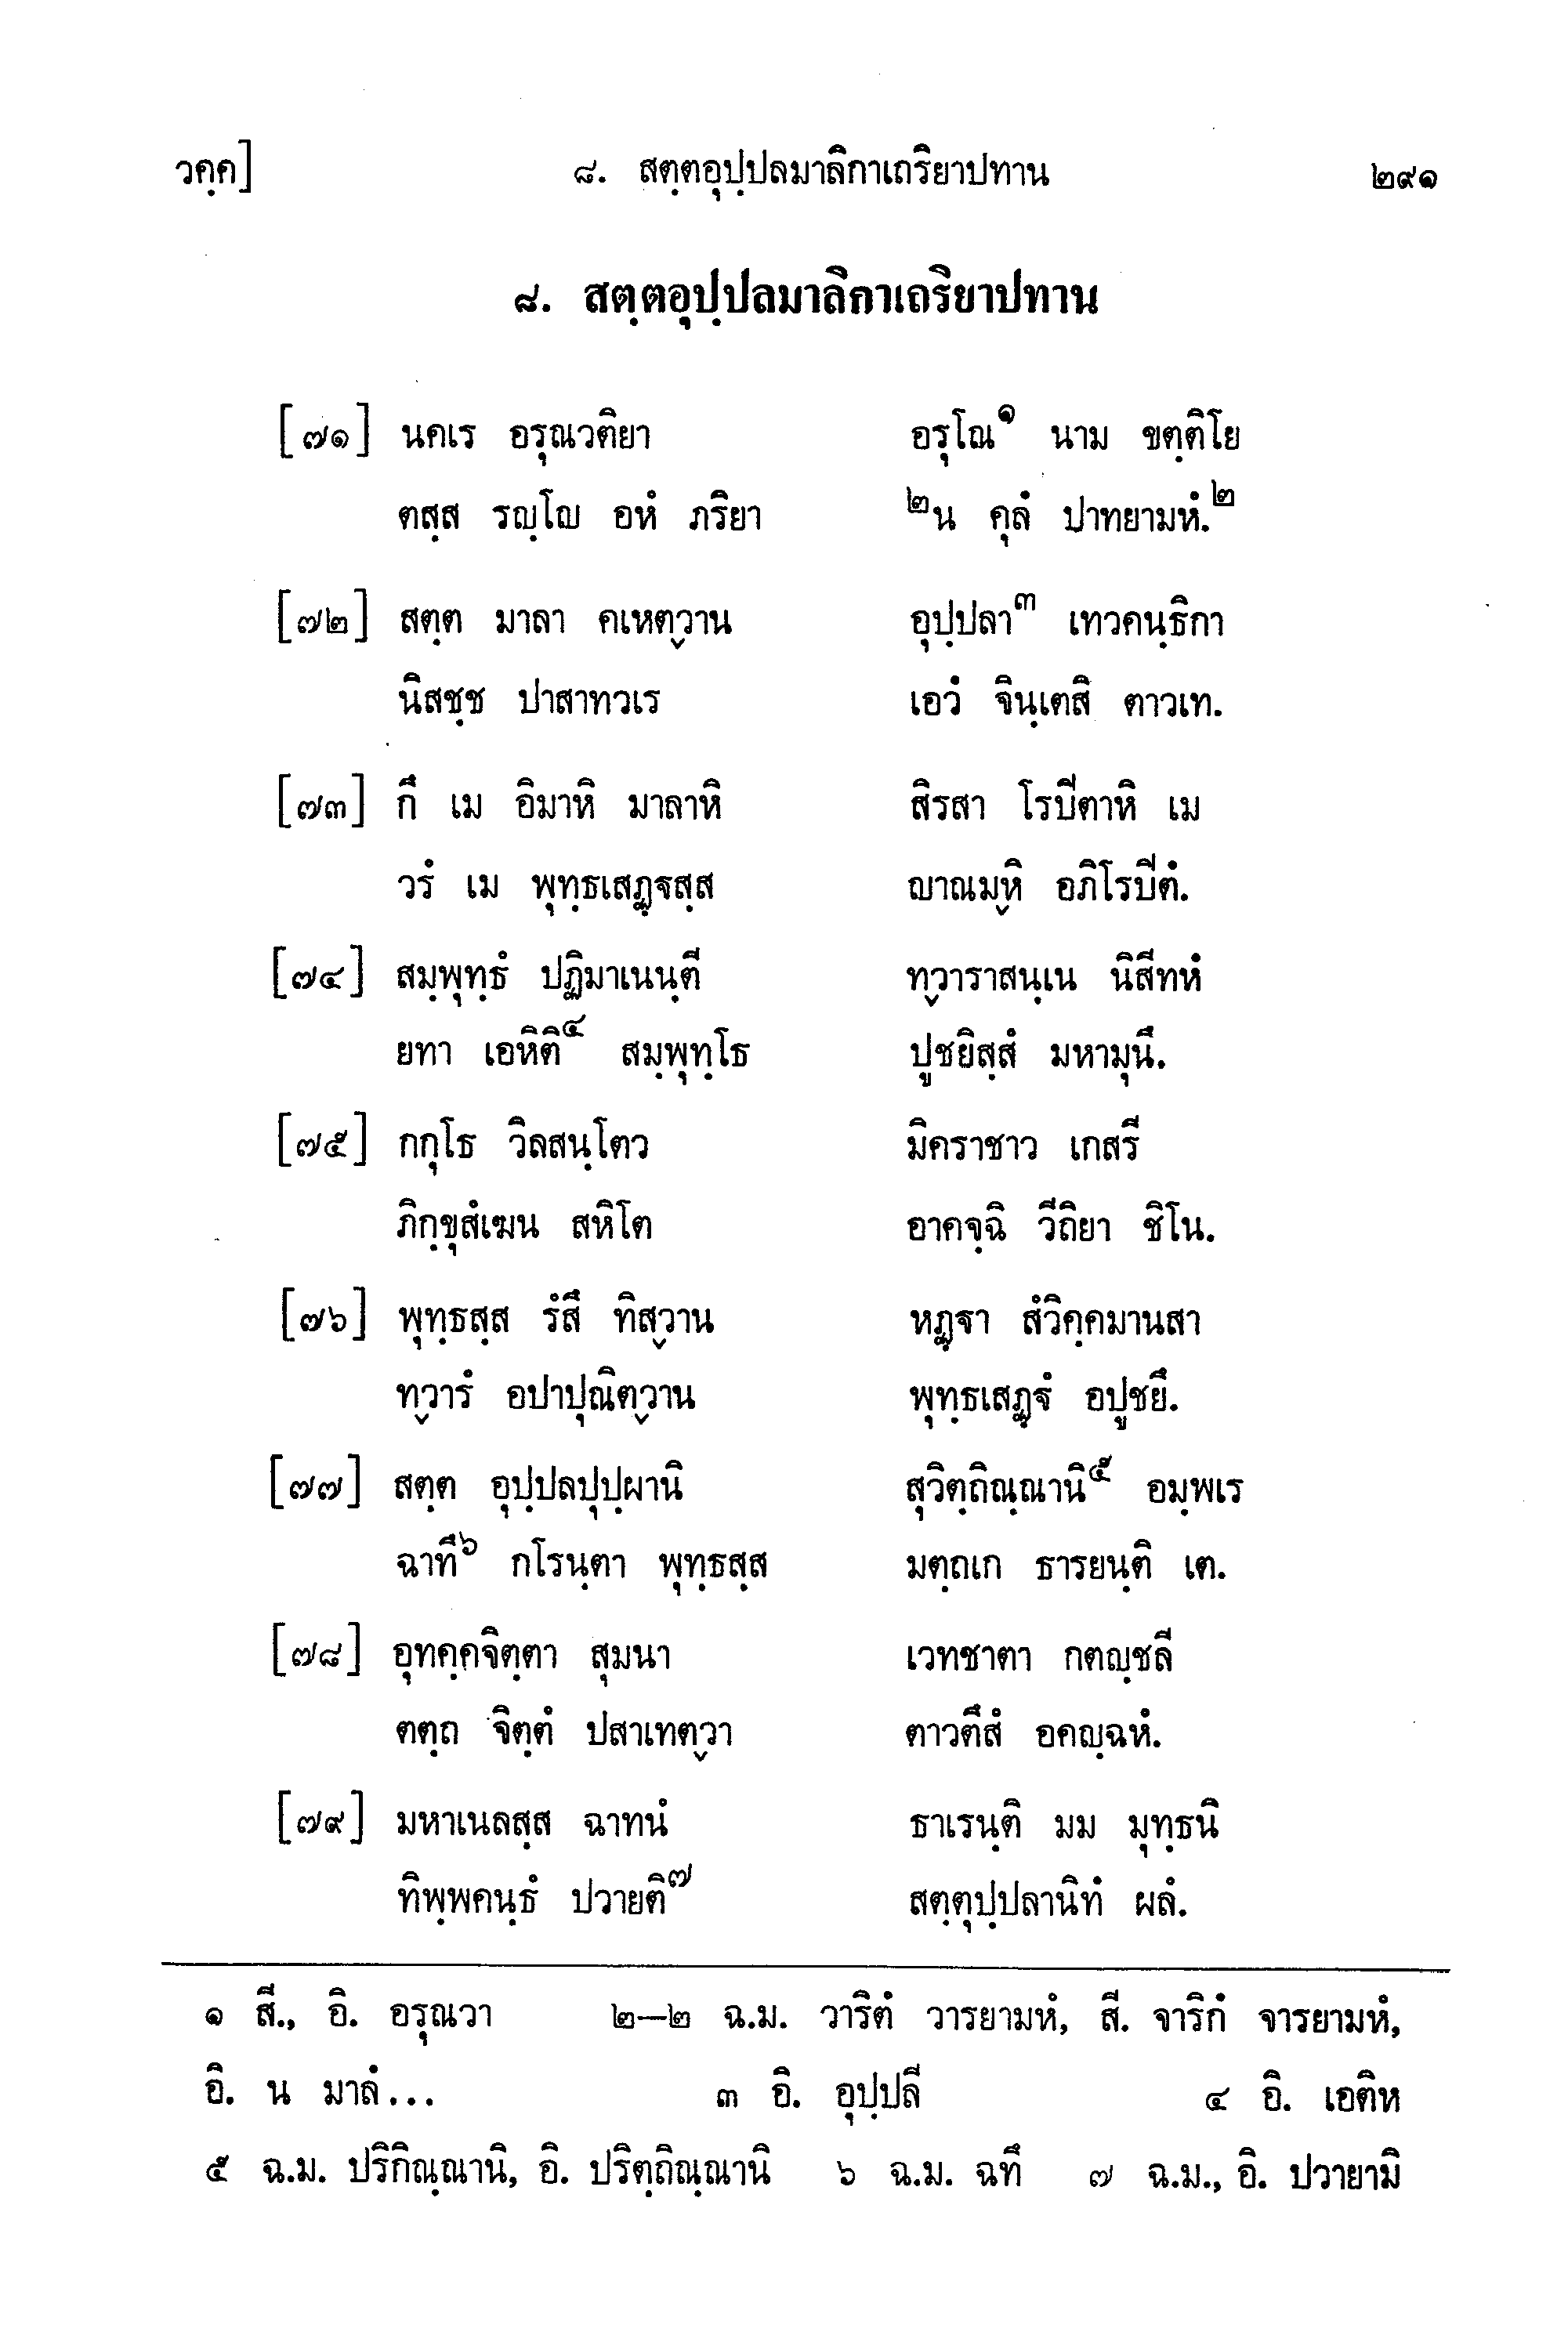 วคฺค] ๘. สตฺตอุปฺปลมาลิกาเถริยาปทาน ๒๙๑
๘. สตฺตอุปฺปลมาลิกาเถริยาปทาน
[๗๑] นคเร อรุณวติยา อรุโณ๑ นาม ขตฺติโย
ตสฺส รญฺโญ อหํ ภริยา ๒น คุลํ ปาทยามหํ.๒
[๗๒] สตฺต มาลา คเหตฺวาน อุปฺปลา๓ เทวคนฺธิกา
นิสชฺช ปาสาทวเร เอวํ จินฺเตสิ ตาวเท.
[๗๓] กึ เม อิมาหิ มาลาหิ สิรสา โรปีตาหิ เม
วรํ เม พุทฺธเสฏฺฐสฺส ญาณมฺหิ อภิโรปีตํ.
[๗๔] สมฺพุทฺธํ ปฏิมาเนนฺตี ทฺวาราสนฺเน นิสีทหํ
ยทา เอหิติ๔ สมฺพุทฺโธ ปูชยิสฺสํ มหามุนึ.
[๗๕] กกุโธ วิลสนฺโตว มิคราชาว เกสรี
ภิกฺขุสํเฆน สหิโต อาคจฺฉิ วีถิยา ชิโน.
[๗๖] พุทฺธสฺส รํสึ ทิสฺวาน หฏฺฐา สํวิคฺคมานสา
ทฺวารํ อปาปุณิตฺวาน พุทฺธเสฏฺฐํ อปูชยึ.
[๗๗] สตฺต อุปฺปลปุปฺผานิ สุวิตฺถิณฺณานิ๕ อมฺพเร
ฉาทึ๖ กโรนฺตา พุทฺธสฺส มตฺถเก ธารยนฺติ เต.
[๗๘] อุทคฺคจิตฺตา สุมนา เวทชาตา กตญฺชลี
ตตฺถ จิตฺตํ ปสาเทตฺวา ตาวตึสํ อคญฺฉหํ.
[๗๙] มหาเนลสฺส ฉาทนํ ธาเรนฺติ มม มุทฺธนิ
ทิพฺพคนฺธํ ปวายติ๗ สตฺตุปฺปลานิทํ ผลํ.
๑ สี., อิ. อรุณวา ๒—๒ ฉ.ม. วาริตํ วารยามหํ, สี. จาริกํ จารยามหํ,
อิ. น มาลํ... ๓ อิ. อุปฺปลี ๔ อิ. เอติห
๕ ฉ.ม. ปริกิณฺณานิ, อิ. ปริตฺถิณฺณานิ ๖ ฉ.ม. ฉทึ ๗ ฉ.ม., อิ. ปวายามิ